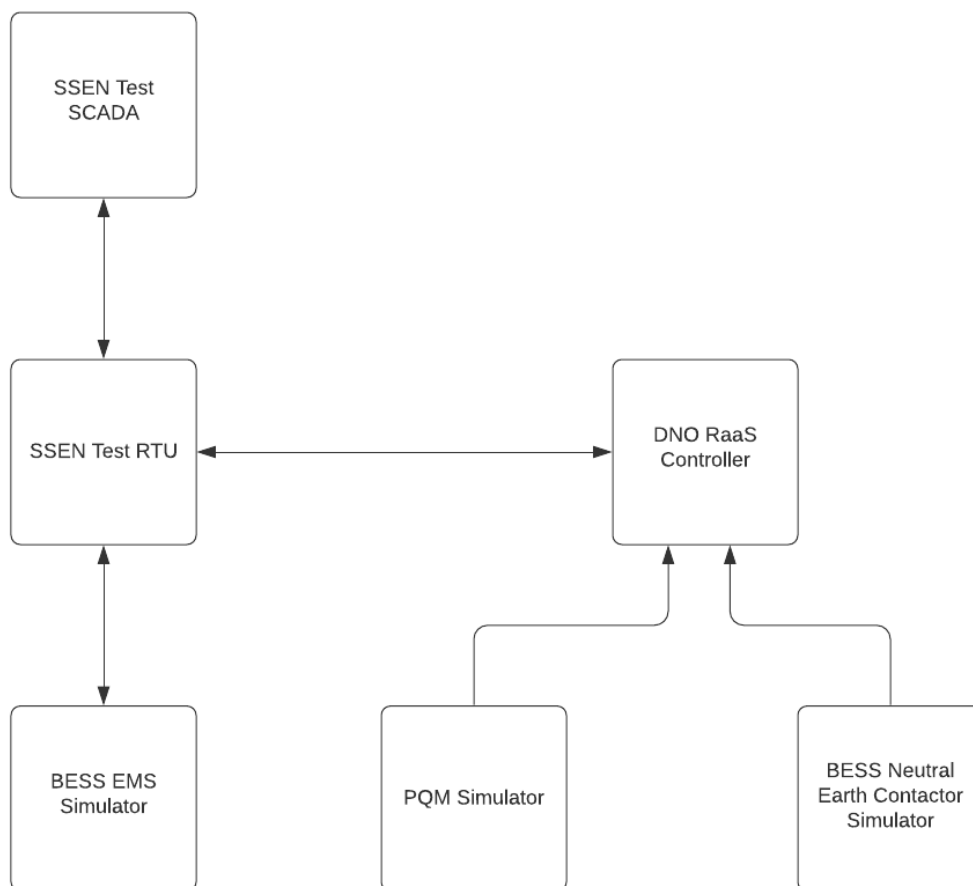 SSEN Test
SCADA
SSEN Test RTU
DNO RaaS
Controller
BESS EMS
Simulator
PQM Simulator
BESS Neutral
Earth Contactor
Simulator